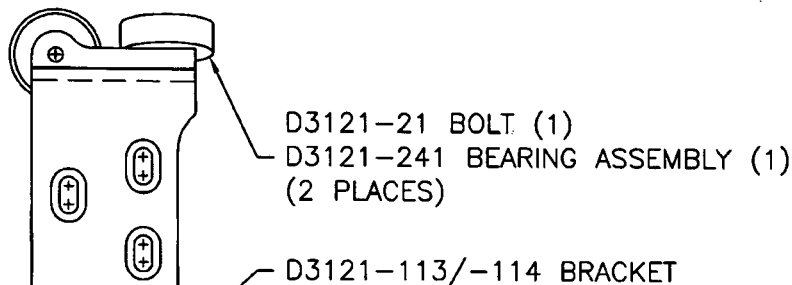 D3121-21 BOLT (1)
D3121-241 BEARING ASSEMBLY (1)
(2 PLACES)
D3121-113/-114 BRACKET